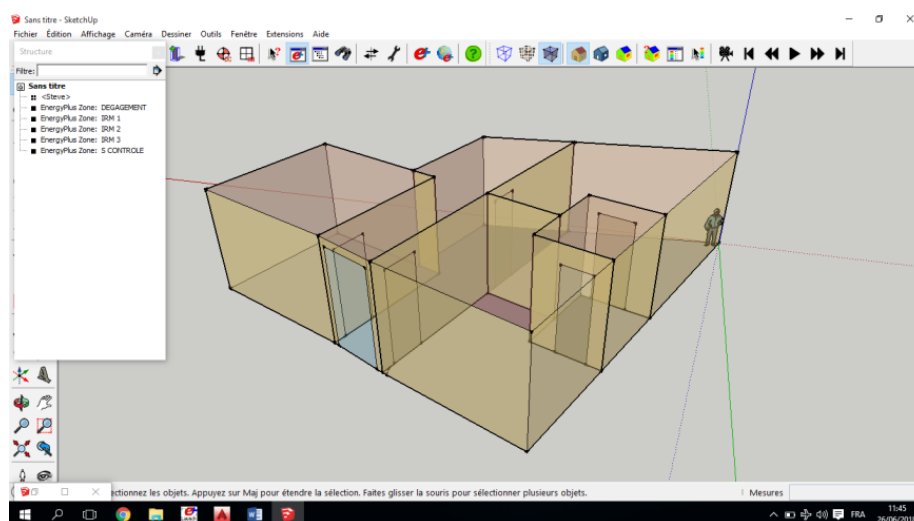 Sans titre - SketchUp
Fichier Édition Affichage Caméra Dessiner Outils Fenêtre Extensions Aide
Structure
Filtre:
Sans titre
<Steve>
EnergyPlus Zone: DEGAGEMENT
EnergyPlus Zone: IRM 1
EnergyPlus Zone: IRM 2
EnergyPlus Zone: IRM 3
EnergyPlus Zone: S CONTROLE
ectionnez les objets. Appuyez sur Maj pour étendre la sélection. Faites glisser la souris pour sélectionner plusieurs objets.
Mesures
FRA
11:45